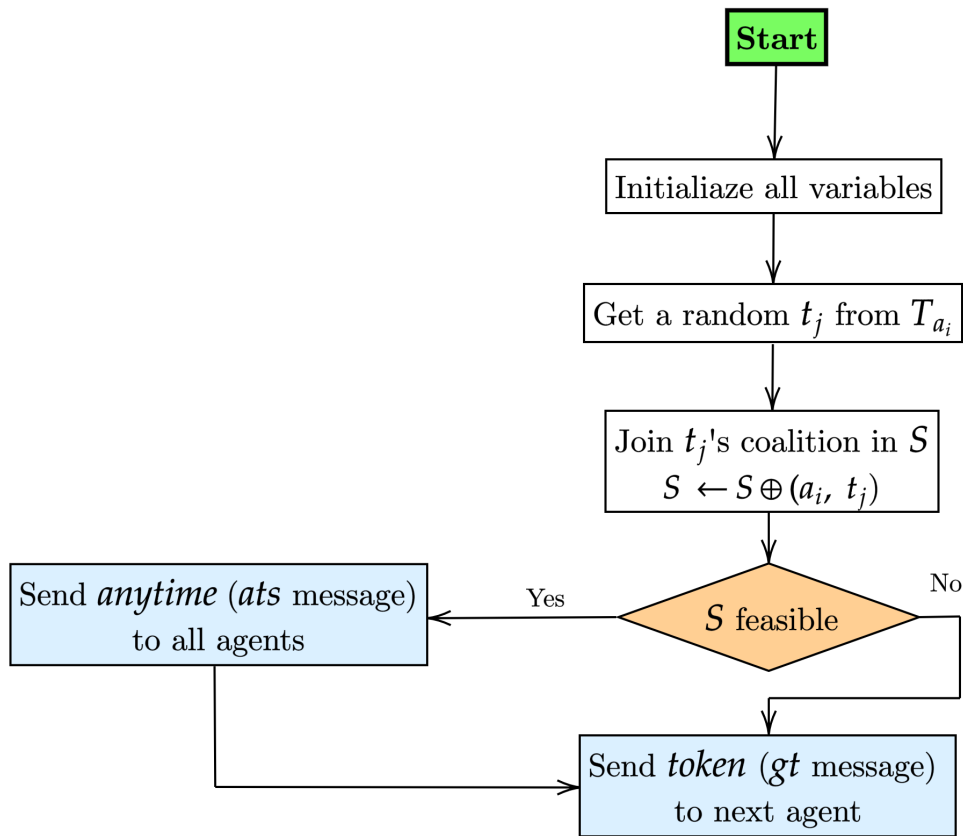 Start
Initialiaze all variables
Get a random t_j from T_{a_i}
Join t_j's coalition in S
S ← S ⊕ (a_i, t_j)
S feasible
Yes
No
Send anytime (ats message)
to all agents
Send token (gt message)
to next agent